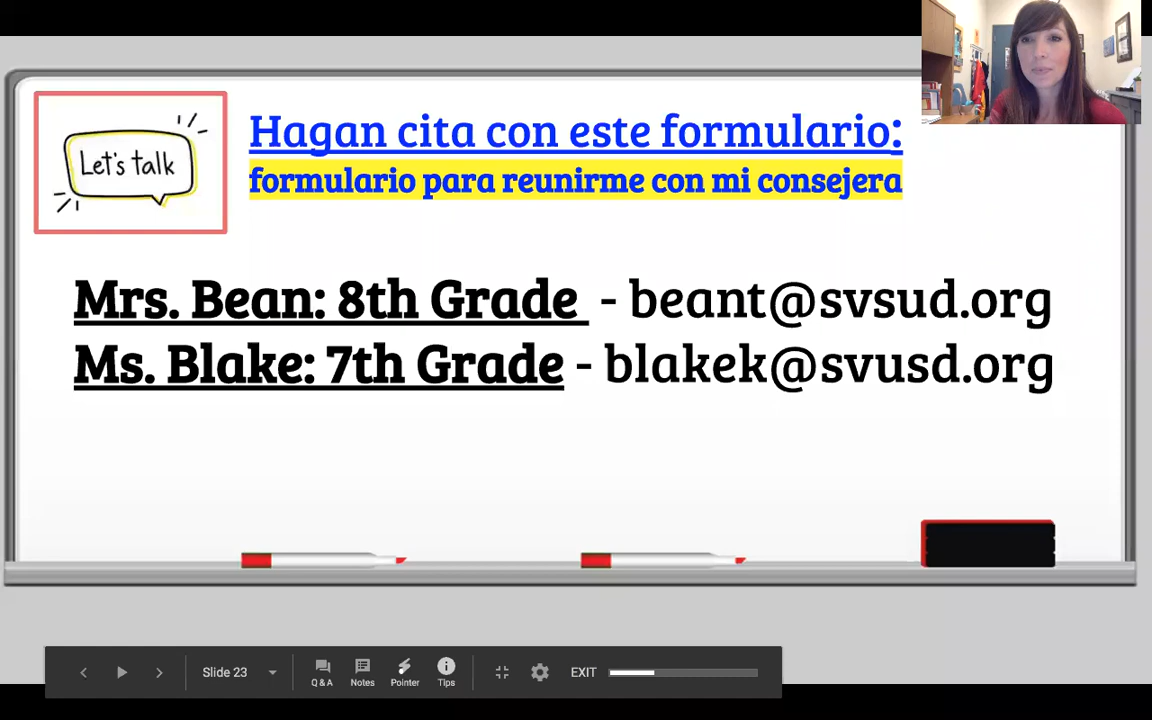 Let's talk
Hagan cita con este formulario:
formulario para reunirme con mi consejera
Mrs. Bean: 8th Grade - beant@svsud.org
Ms. Blake: 7th Grade - blakek@svusd.org
Slide 23
Q & A
Notes
Pointer
Tips
EXIT